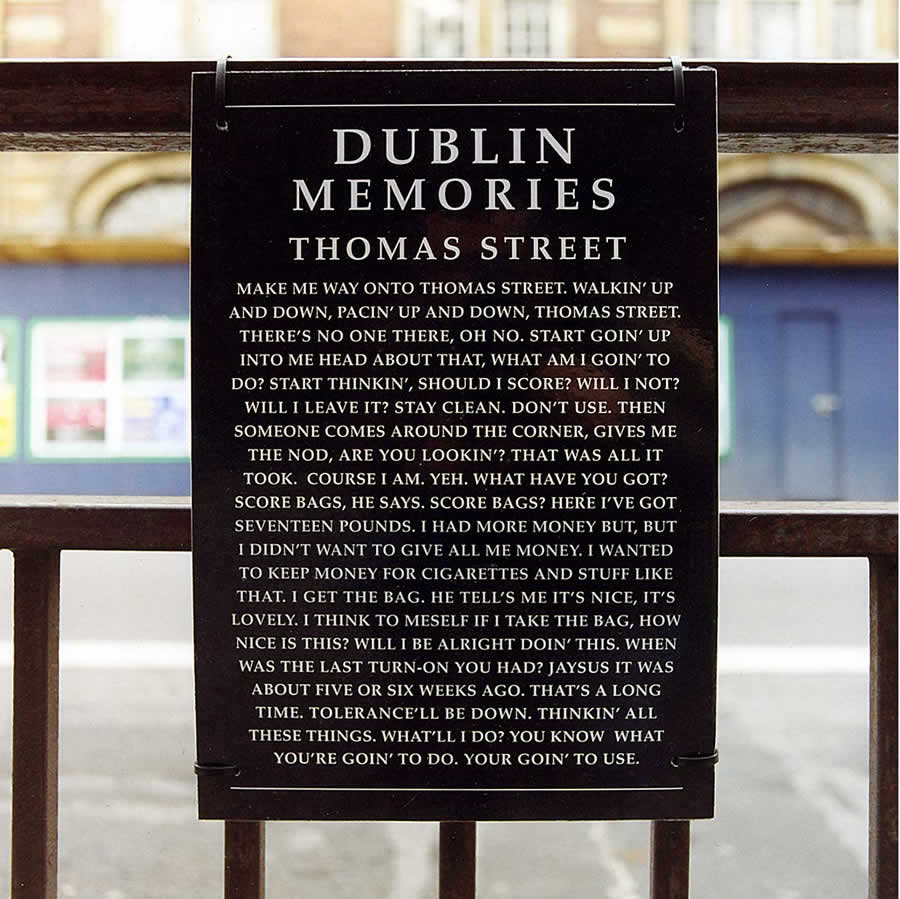 DUBLIN
MEMORIES
THOMAS STREET
MAKE ME WAY ONTO THOMAS STREET. WALKIN' UP
AND DOWN, PACIN' UP AND DOWN, THOMAS STREET.
THERE'S NO ONE THERE, OH NO. START GOIN' UP
INTO ME HEAD ABOUT THAT, WHAT AM I GOIN' TO
DO? START THINKIN', SHOULD I SCORE? WILL I NOT?
WILL I LEAVE IT? STAY CLEAN. DON'T USE. THEN
SOMEONE COMES AROUND THE CORNER, GIVES ME
THE NOD, ARE YOU LOOKIN'? THAT WAS ALL IT
TOOK. COURSE I AM. YEH. WHAT HAVE YOU GOT?
SCORE BAGS, HE SAYS. SCORE BAGS? HERE I'VE GOT
SEVENTEEN POUNDS. I HAD MORE MONEY BUT, BUT
I DIDN'T WANT TO GIVE ALL ME MONEY. I WANTED
TO KEEP MONEY FOR CIGARETTES AND STUFF LIKE
THAT. I GET THE BAG. HE TELL'S ME IT'S NICE, IT'S
LOVELY. I THINK TO MESELF IF I TAKE THE BAG, HOW
NICE IS THIS? WILL I BE ALRIGHT DOIN' THIS. WHEN
WAS THE LAST TURN-ON YOU HAD? JAYSUS IT WAS
ABOUT FIVE OR SIX WEEKS AGO. THAT'S A LONG
TIME. TOLERANCE'LL BE DOWN. THINKIN' ALL
THESE THINGS. WHAT'LL I DO? YOU KNOW WHAT
YOU'RE GOIN' TO DO. YOUR GOIN' TO USE.